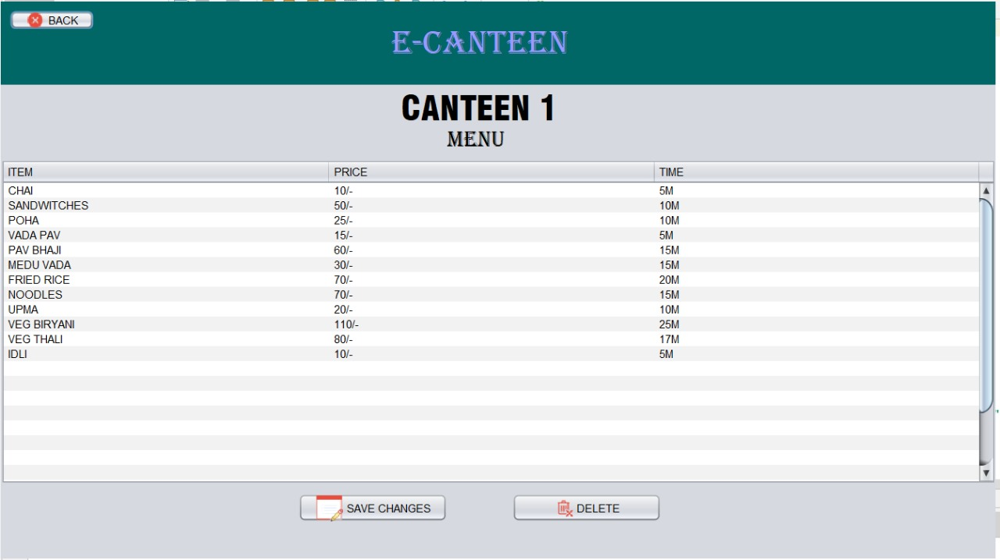 BACK
E-CANTEEN
CANTEEN 1
MENU
ITEM PRICE TIME
CHAI 10/- 5M
SANDWITCHES 50/- 10M
POHA 25/- 10M
VADA PAV 15/- 5M
PAV BHAJI 60/- 15M
MEDU VADA 30/- 15M
FRIED RICE 70/- 20M
NOODLES 70/- 15M
UPMA 20/- 10M
VEG BIRYANI 110/- 25M
VEG THALI 80/- 17M
IDLI 10/- 5M
SAVE CHANGES DELETE